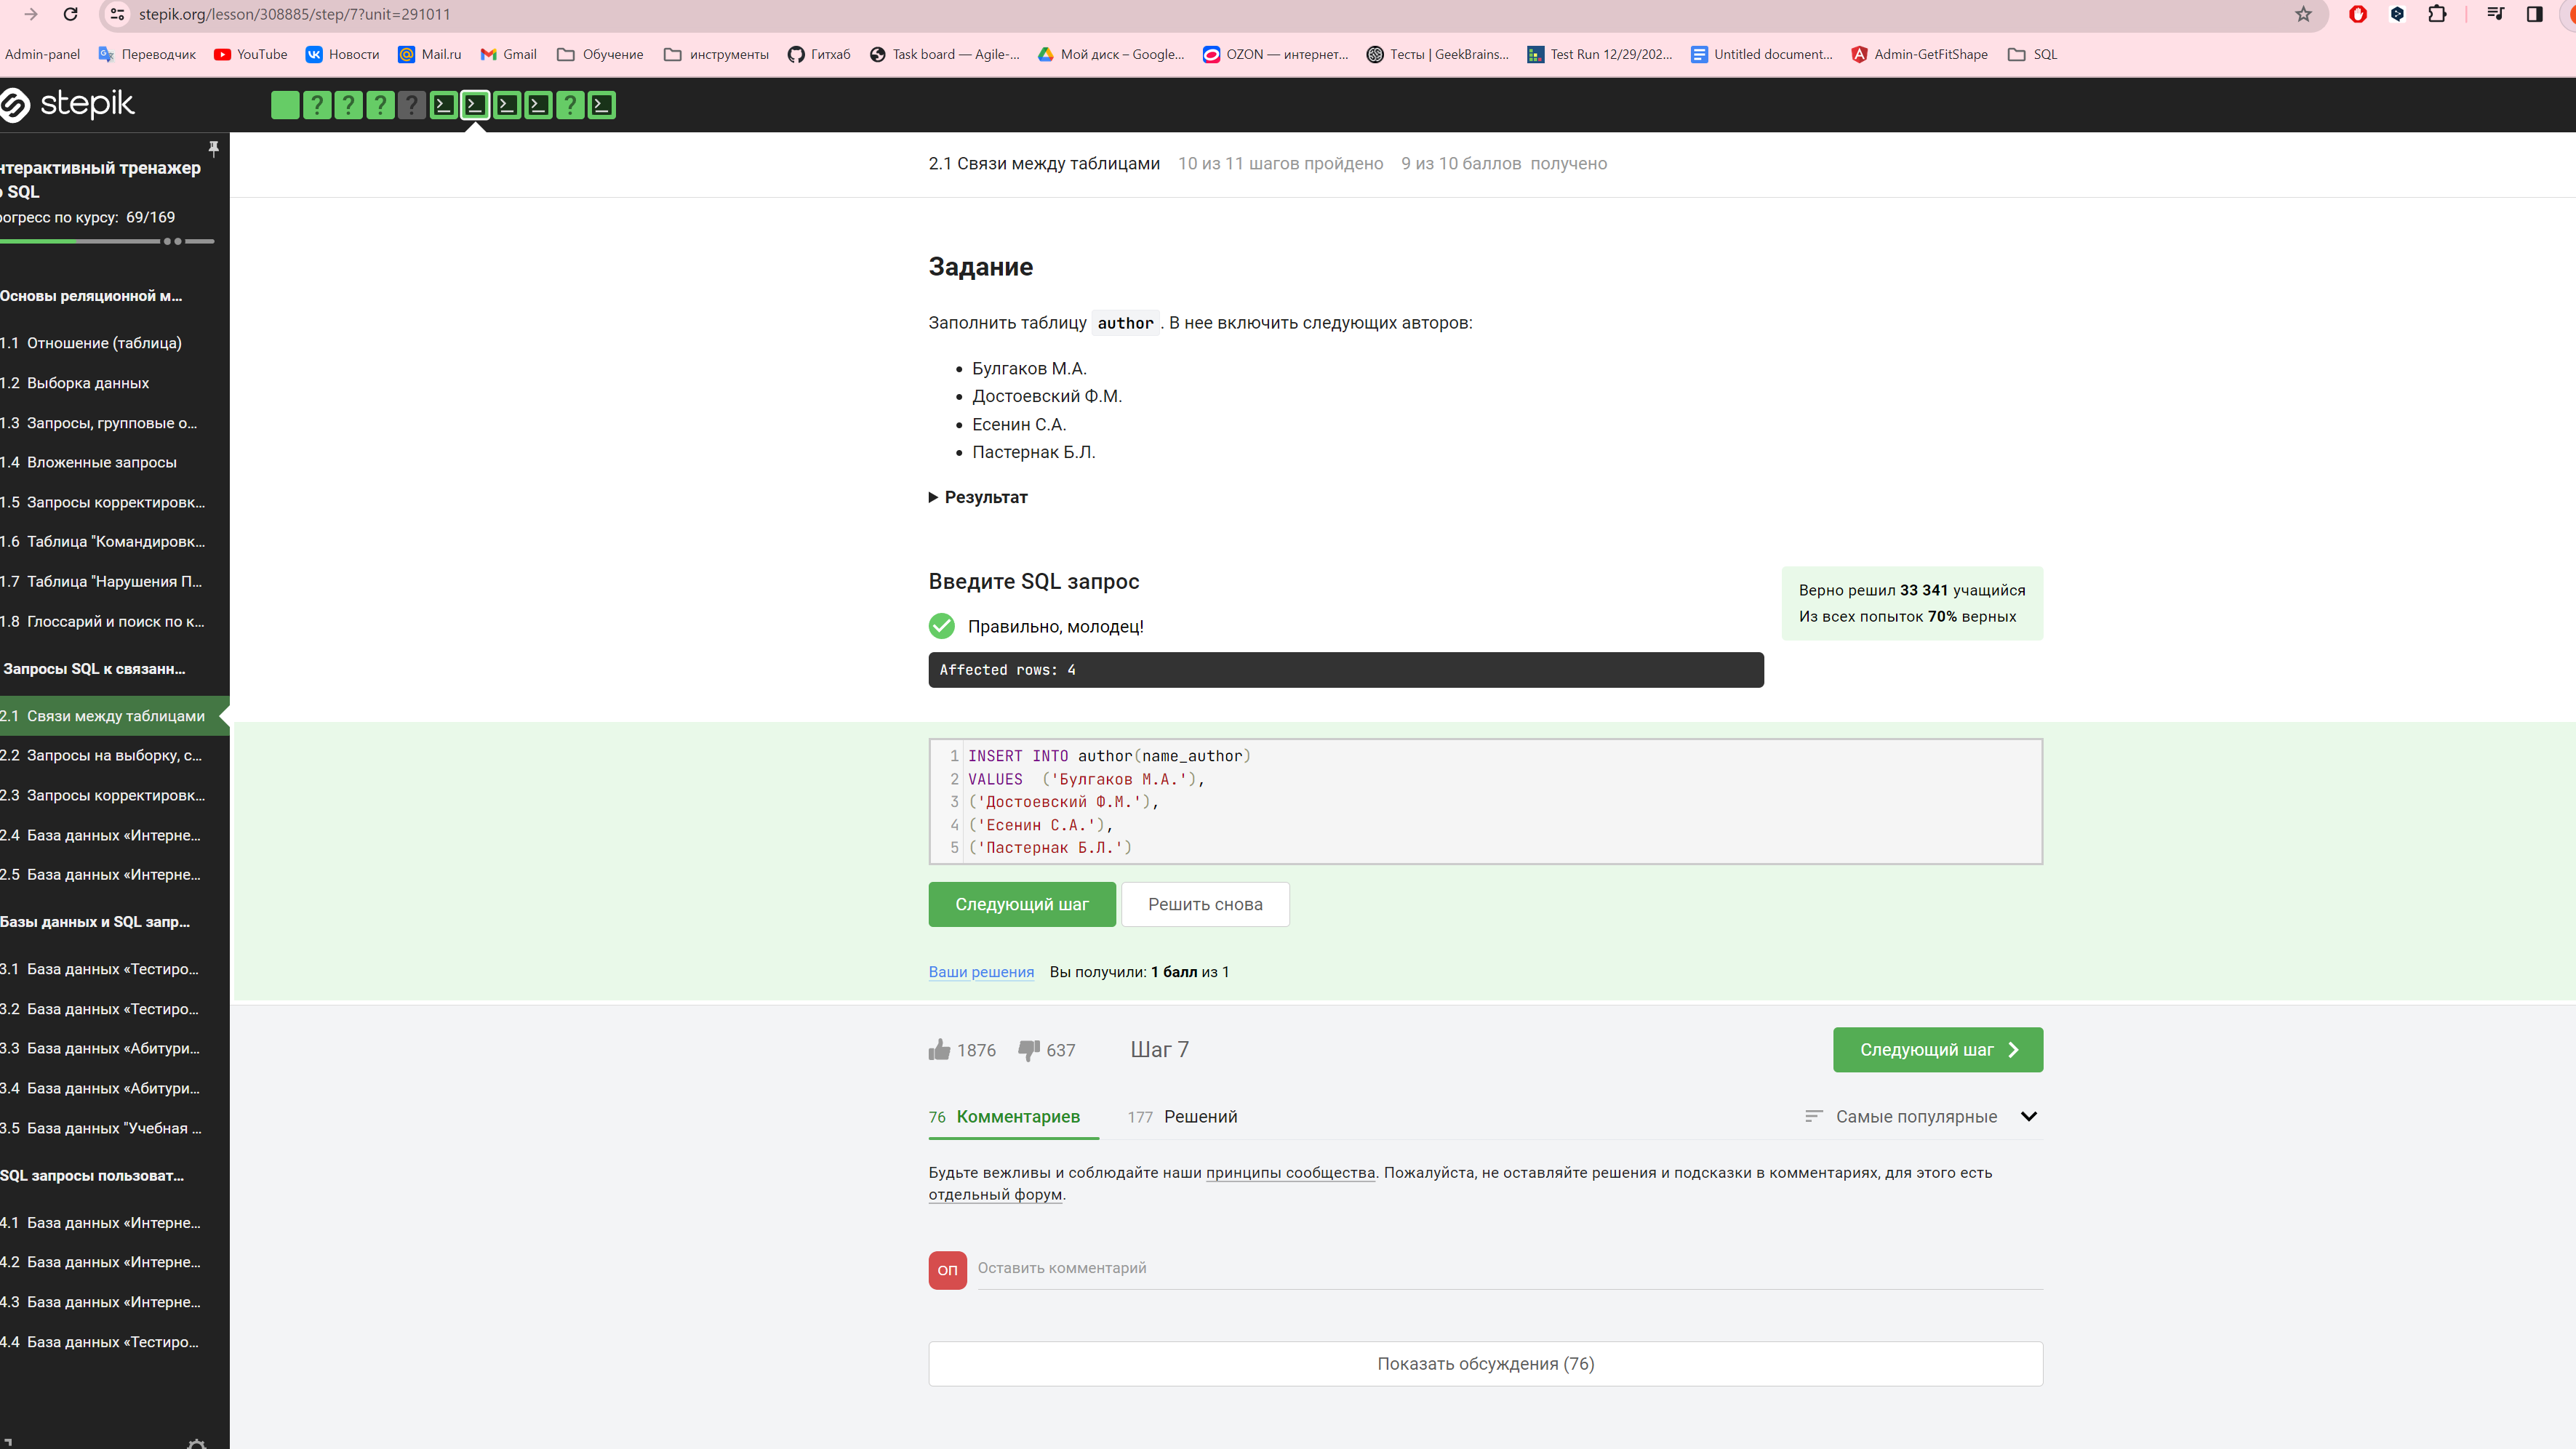 stepik.org/lesson/308885/step/7?unit=291011
Admin-panel Переводчик YouTube Новости Mail.ru Gmail Обучение инструменты Гитхаб Task board — Agile-... Мой диск – Google... OZON — интернет... Тесты | GeekBrains... Test Run 12/29/202... Untitled document... Admin-GetFitShape SQL
stepik
нтерактивный тренажер
о SQL
рогресс по курсу: 69/169
Основы реляционной м...
1.1 Отношение (таблица)
1.2 Выборка данных
1.3 Запросы, групповые о...
1.4 Вложенные запросы
1.5 Запросы корректировк...
1.6 Таблица "Командировк...
1.7 Таблица "Нарушения П...
1.8 Глоссарий и поиск по к...
Запросы SQL к связанн...
2.1 Связи между таблицами
2.2 Запросы на выборку, с...
2.3 Запросы корректировк...
2.4 База данных «Интерне...
2.5 База данных «Интерне...
Базы данных и SQL запр...
3.1 База данных «Тестиро...
3.2 База данных «Тестиро...
3.3 База данных «Абитури...
3.4 База данных «Абитури...
3.5 База данных "Учебная ...
SQL запросы пользоват...
4.1 База данных «Интерне...
4.2 База данных «Интерне...
4.3 База данных «Интерне...
4.4 База данных «Тестиро...
2.1 Связи между таблицами 10 из 11 шагов пройдено 9 из 10 баллов получено
Задание
Заполнить таблицу author. В нее включить следующих авторов:
• Булгаков М.А.
• Достоевский Ф.М.
• Есенин С.А.
• Пастернак Б.Л.
Результат
Введите SQL запрос
Правильно, молодец!
Верно решил 33 341 учащийся
Из всех попыток 70% верных
Affected rows: 4
1 INSERT INTO author(name_author)
2 VALUES ('Булгаков М.А.'),
3 ('Достоевский Ф.М.'),
4 ('Есенин С.А.'),
5 ('Пастернак Б.Л.')
Следующий шаг Решить снова
Ваши решения Вы получили: 1 балл из 1
1876 637 Шаг 7 Следующий шаг
76 Комментариев 177 Решений Самые популярные
Будьте вежливы и соблюдайте наши принципы сообщества. Пожалуйста, не оставляйте решения и подсказки в комментариях, для этого есть
отдельный форум.
ОП Оставить комментарий
Показать обсуждения (76)